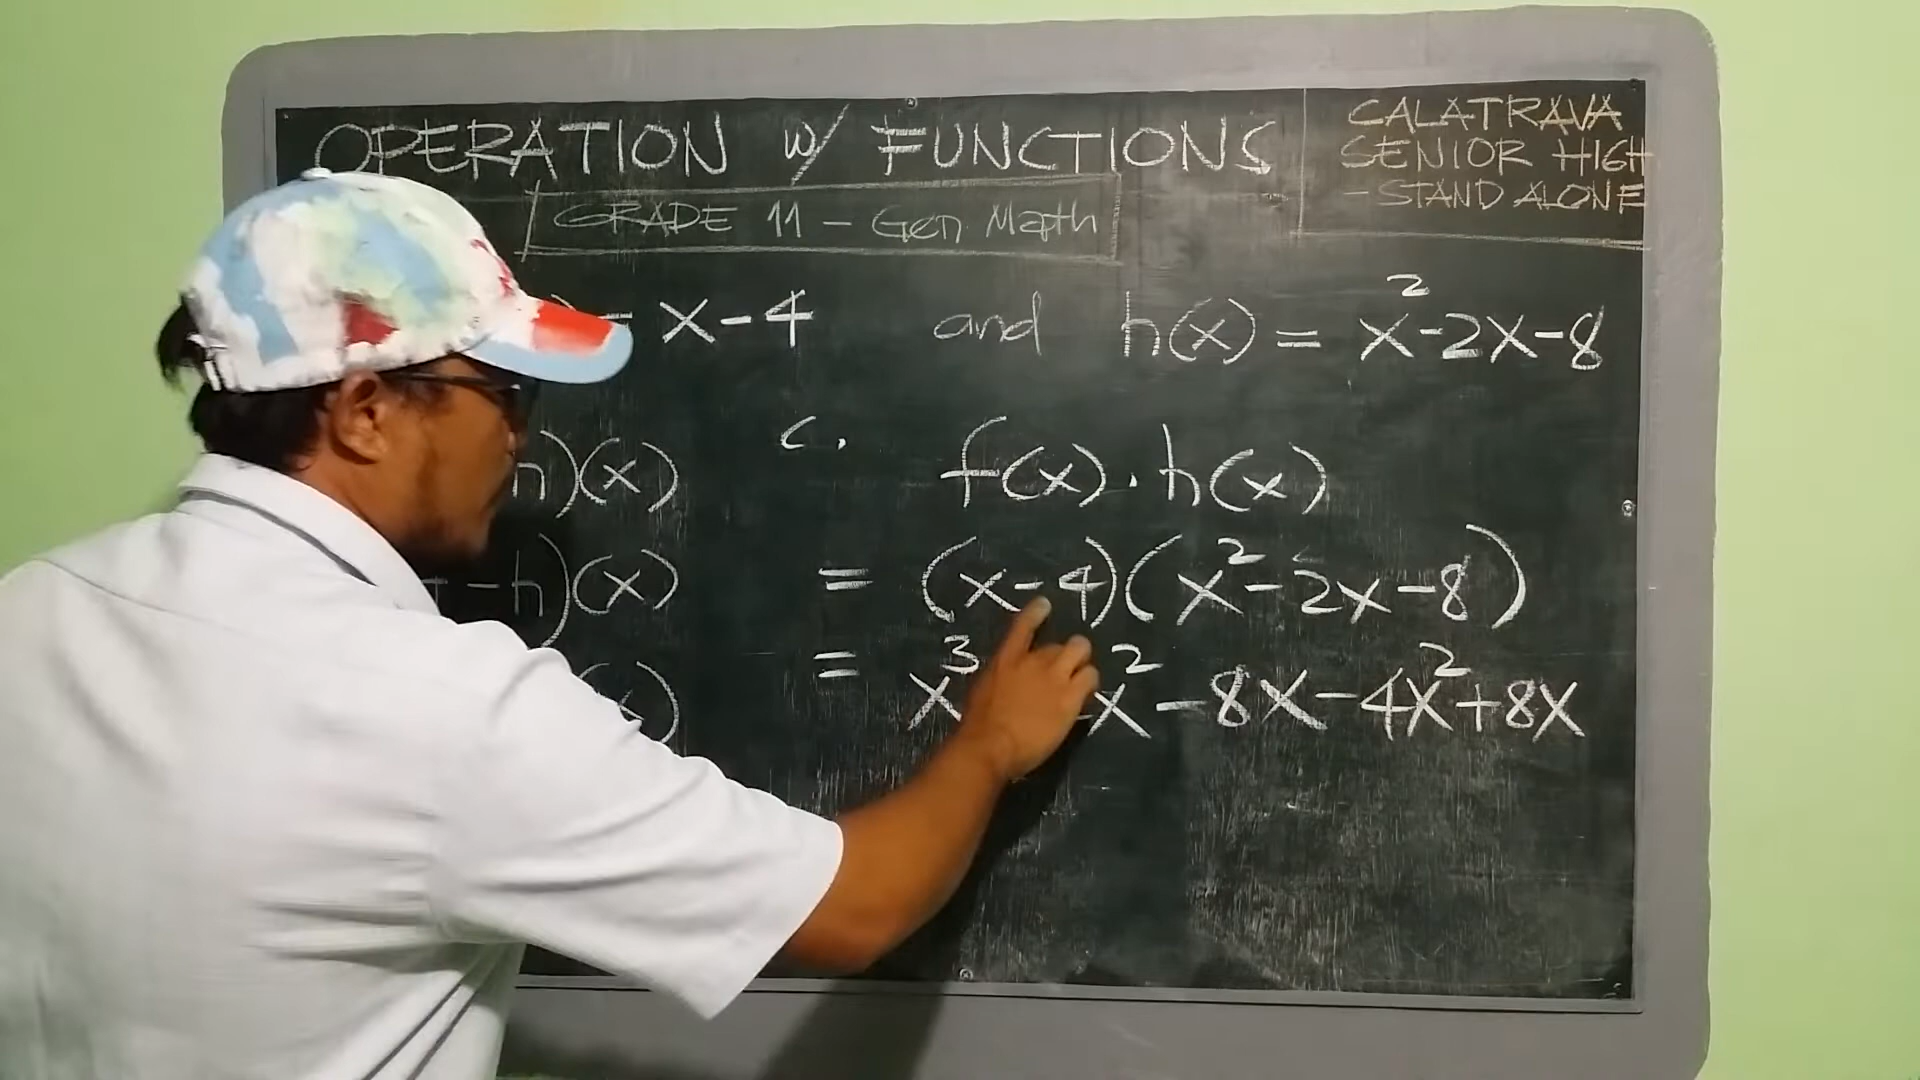 OPERATION W/ FUNCTIONS
CALATRAVA
SENIOR HIGH
- STAND ALONE
GRADE 11 - Gen Math
) = x-4 and h(x) = x²-2x-8
h)(x)
-h)(x)
(x)
c. f(x)·h(x)
= (x-4)(x²-2x-8)
= x³ x²-8x-4x²+8x